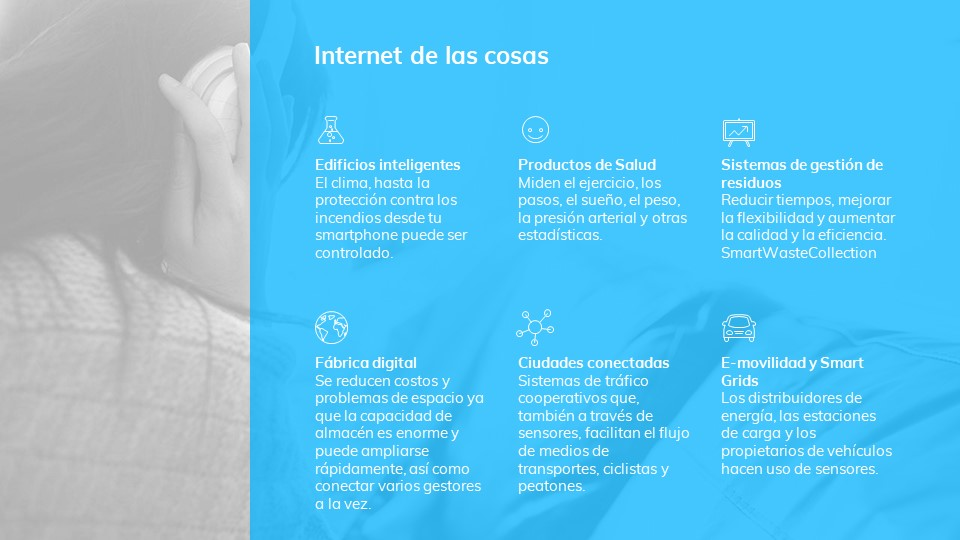 Internet de las cosas
Edificios inteligentes
El clima, hasta la
protección contra los
incendios desde tu
smartphone puede ser
controlado.
Productos de Salud
Miden el ejercicio, los
pasos, el sueño, el peso,
la presión arterial y otras
estadísticas.
Sistemas de gestión de
residuos
Reducir tiempos, mejorar
la flexibilidad y aumentar
la calidad y la eficiencia.
SmartWasteCollection
Fábrica digital
Se reducen costos y
problemas de espacio ya
que la capacidad de
almacén es enorme y
puede ampliarse
rápidamente, así como
conectar varios gestores
a la vez.
Ciudades conectadas
Sistemas de tráfico
cooperativos que,
también a través de
sensores, facilitan el flujo
de medios de
transportes, ciclistas y
peatones.
E-movilidad y Smart
Grids
Los distribuidores de
energía, las estaciones
de carga y los
propietarios de vehículos
hacen uso de sensores.